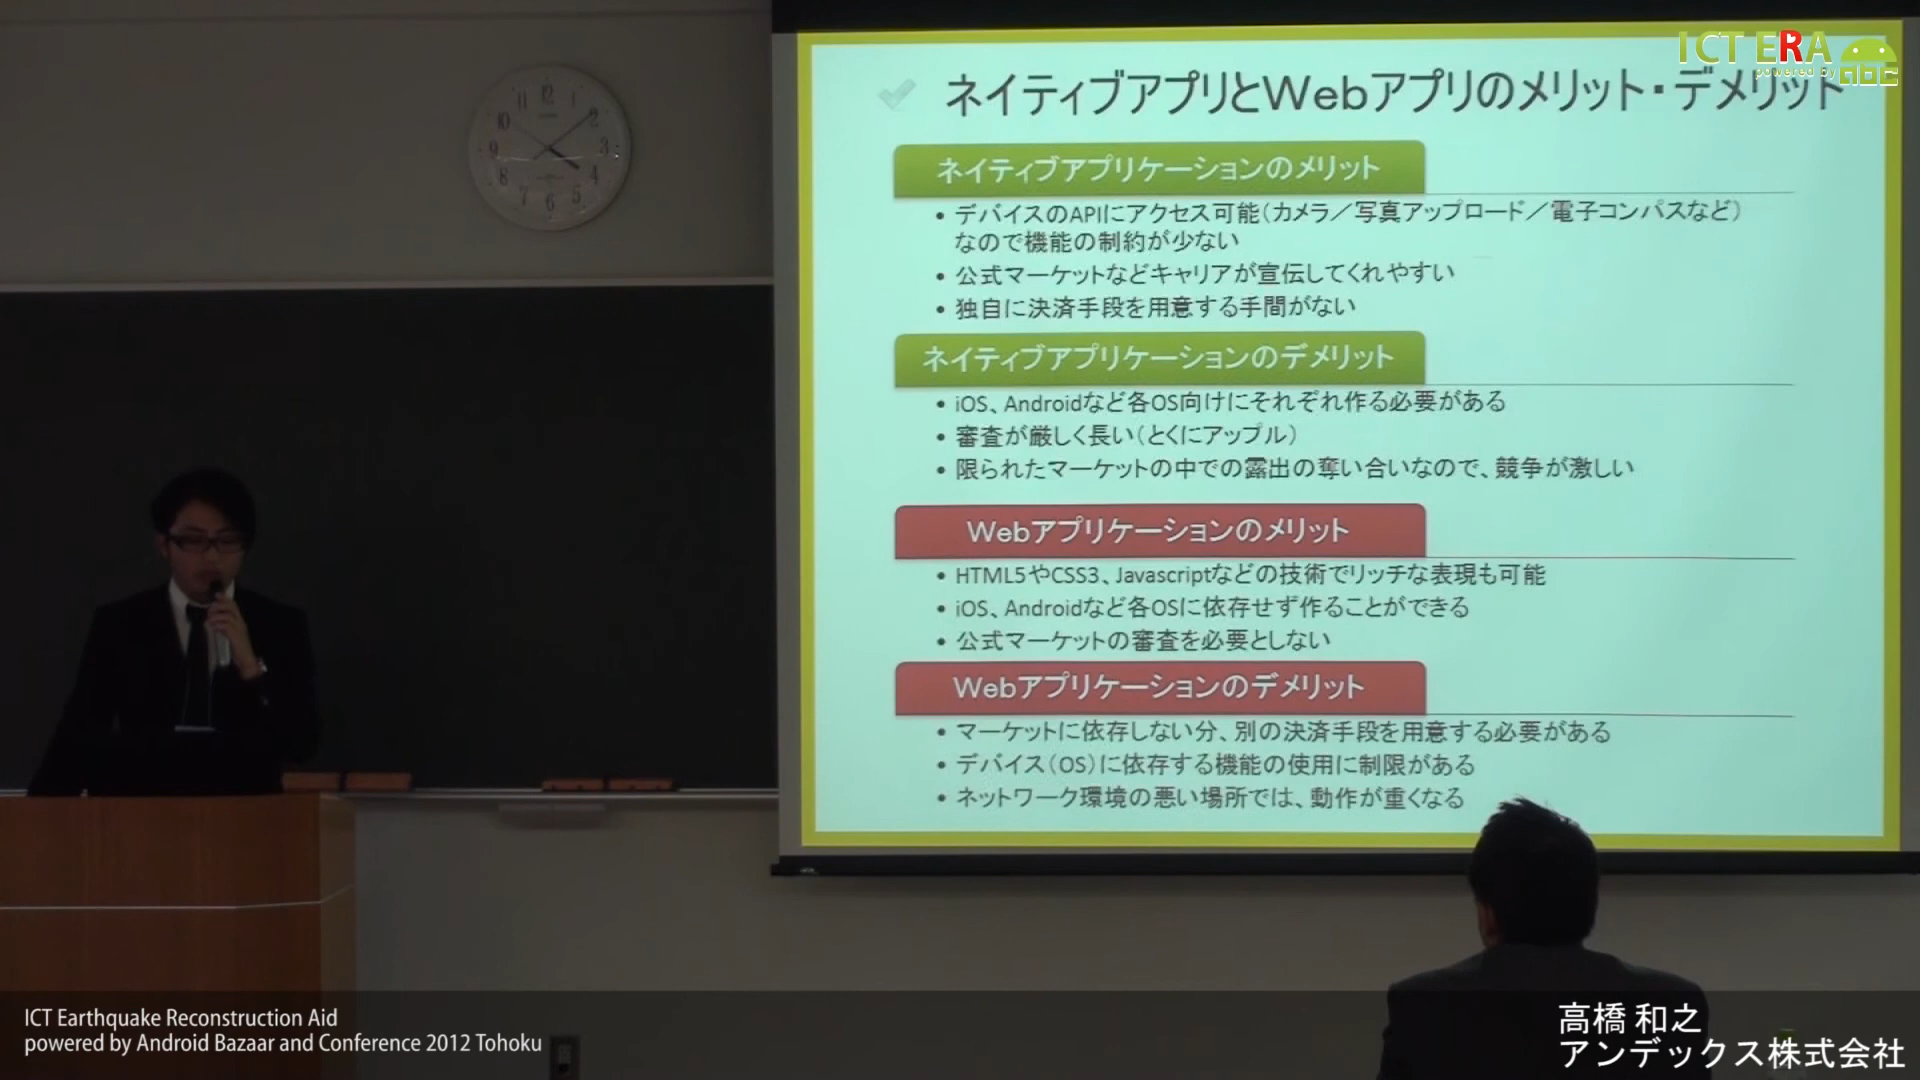 ICT ERA
powered by ABC
ネイティブアプリとWebアプリのメリット・デメリット
ネイティブアプリケーションのメリット
• デバイスのAPIにアクセス可能(カメラ／写真アップロード／電子コンパスなど)
なので機能の制約が少ない
• 公式マーケットなどキャリアが宣伝してくれやすい
• 独自に決済手段を用意する手間がない
ネイティブアプリケーションのデメリット
• iOS、Androidなど各OS向けにそれぞれ作る必要がある
• 審査が厳しく長い(とくにアップル)
• 限られたマーケットの中での露出の奪い合いなので、競争が激しい
Webアプリケーションのメリット
• HTML5やCSS3、Javascriptなどの技術でリッチな表現も可能
• iOS、Androidなど各OSに依存せず作ることができる
• 公式マーケットの審査を必要としない
Webアプリケーションのデメリット
• マーケットに依存しない分、別の決済手段を用意する必要がある
• デバイス(OS)に依存する機能の使用に制限がある
• ネットワーク環境の悪い場所では、動作が重くなる
12
1
2
3
4
5
6
7
8
9
10
11
ICT Earthquake Reconstruction Aid
powered by Android Bazaar and Conference 2012 Tohoku
高橋 和之
アンデックス株式会社